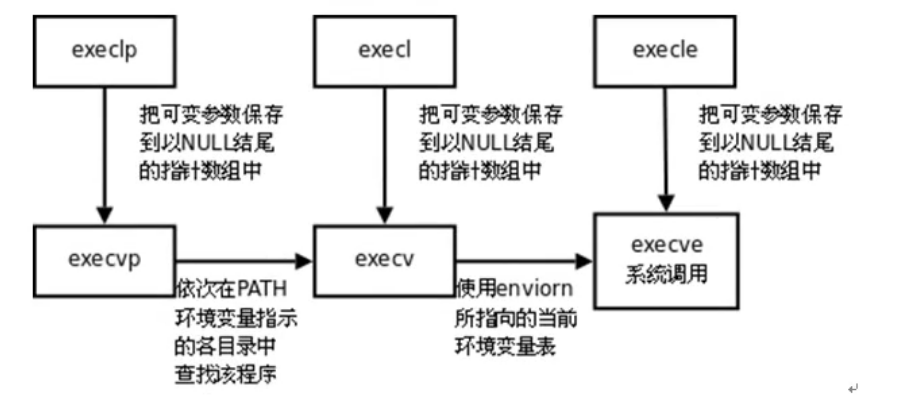 execlp
execl
execle
把可变参数保存
到以NULL结尾
的指针数组中
把可变参数保存
到以NULL结尾
的指针数组中
把可变参数保存
到以NULL结尾
的指针数组中
execvp
execv
execve
系统调用
依次在PATH
环境变量指示
的各目录中
查找该程序
使用enviorn
所指向的当前
环境变量表